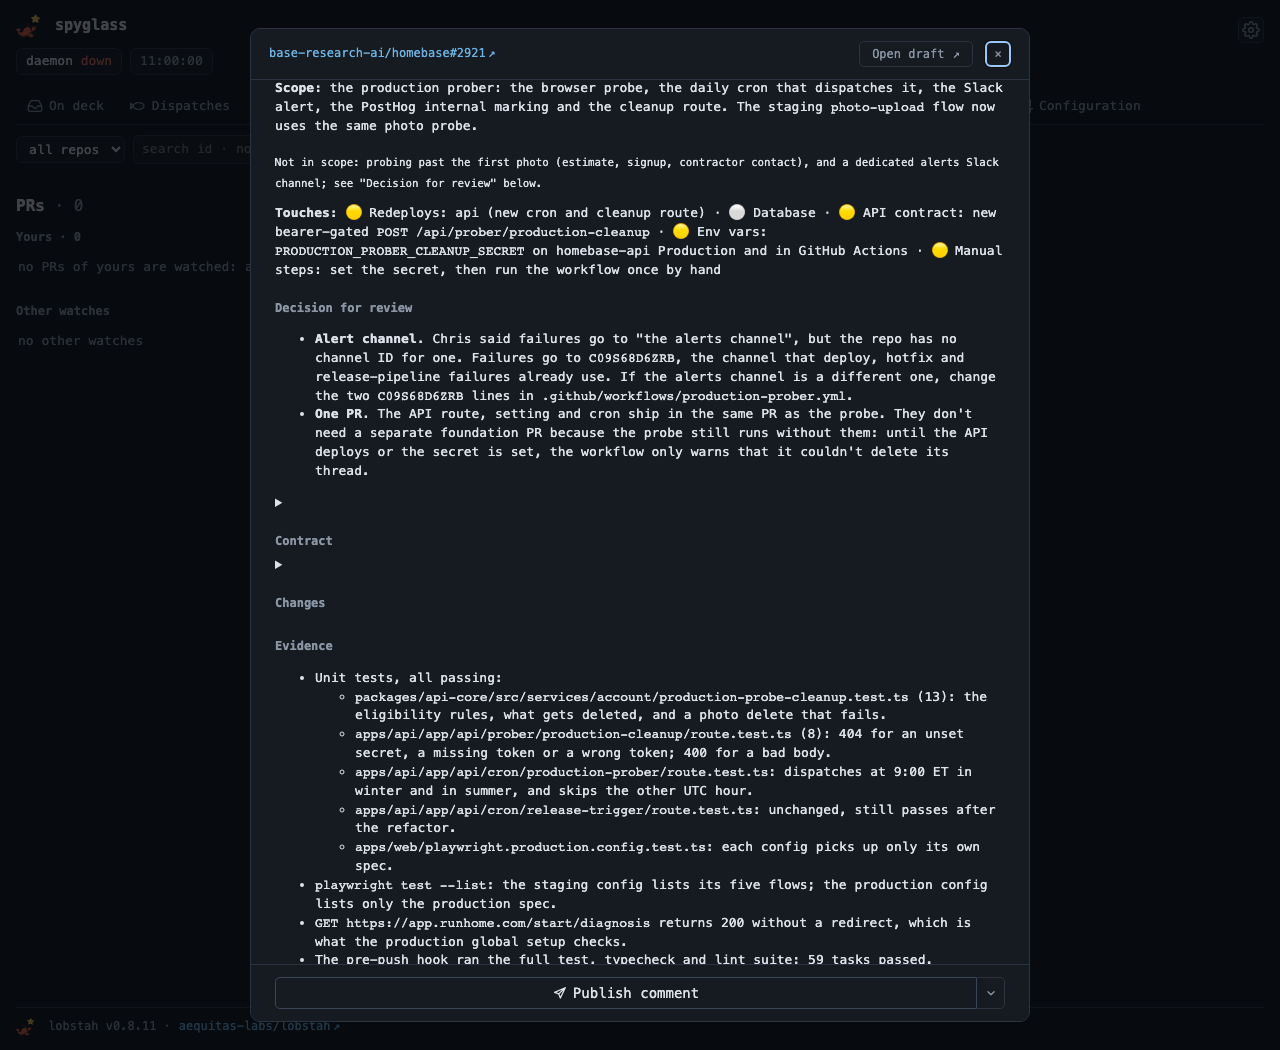 spyglass
daemon down
11:00:00
On deck
Dispatches
Configuration
all repos
search id · no
PRs · 0
Yours · 0
no PRs of yours are watched: a
Other watches
no other watches
base-research-ai/homebase#2921↗
Open draft ↗
×
Scope: the production prober: the browser probe, the daily cron that dispatches it, the Slack
alert, the PostHog internal marking and the cleanup route. The staging photo-upload flow now
uses the same photo probe.
Not in scope: probing past the first photo (estimate, signup, contractor contact), and a dedicated alerts Slack
channel; see "Decision for review" below.
Touches: 🟡 Redeploys: api (new cron and cleanup route) · ⚪ Database · 🟡 API contract: new
bearer-gated POST /api/prober/production-cleanup · 🟡 Env vars:
PRODUCTION_PROBER_CLEANUP_SECRET on homebase-api Production and in GitHub Actions · 🟡 Manual
steps: set the secret, then run the workflow once by hand
Decision for review
• Alert channel. Chris said failures go to "the alerts channel", but the repo has no
channel ID for one. Failures go to C09S68D6ZRB, the channel that deploy, hotfix and
release-pipeline failures already use. If the alerts channel is a different one, change
the two C09S68D6ZRB lines in .github/workflows/production-prober.yml.
• One PR. The API route, setting and cron ship in the same PR as the probe. They don't
need a separate foundation PR because the probe still runs without them: until the API
deploys or the secret is set, the workflow only warns that it couldn't delete its
thread.
▶
Contract
▶
Changes
Evidence
• Unit tests, all passing:
◦ packages/api-core/src/services/account/production-probe-cleanup.test.ts (13): the
eligibility rules, what gets deleted, and a photo delete that fails.
◦ apps/api/app/api/prober/production-cleanup/route.test.ts (8): 404 for an unset
secret, a missing token or a wrong token; 400 for a bad body.
◦ apps/api/app/api/cron/production-prober/route.test.ts: dispatches at 9:00 ET in
winter and in summer, and skips the other UTC hour.
◦ apps/api/app/api/cron/release-trigger/route.test.ts: unchanged, still passes after
the refactor.
◦ apps/web/playwright.production.config.test.ts: each config picks up only its own
spec.
• playwright test --list: the staging config lists its five flows; the production config
lists only the production spec.
• GET https://app.runhome.com/start/diagnosis returns 200 without a redirect, which is
what the production global setup checks.
• The pre-push hook ran the full test, typecheck and lint suite: 59 tasks passed.
Publish comment
lobstah v0.8.11 · aequitas-labs/lobstah↗